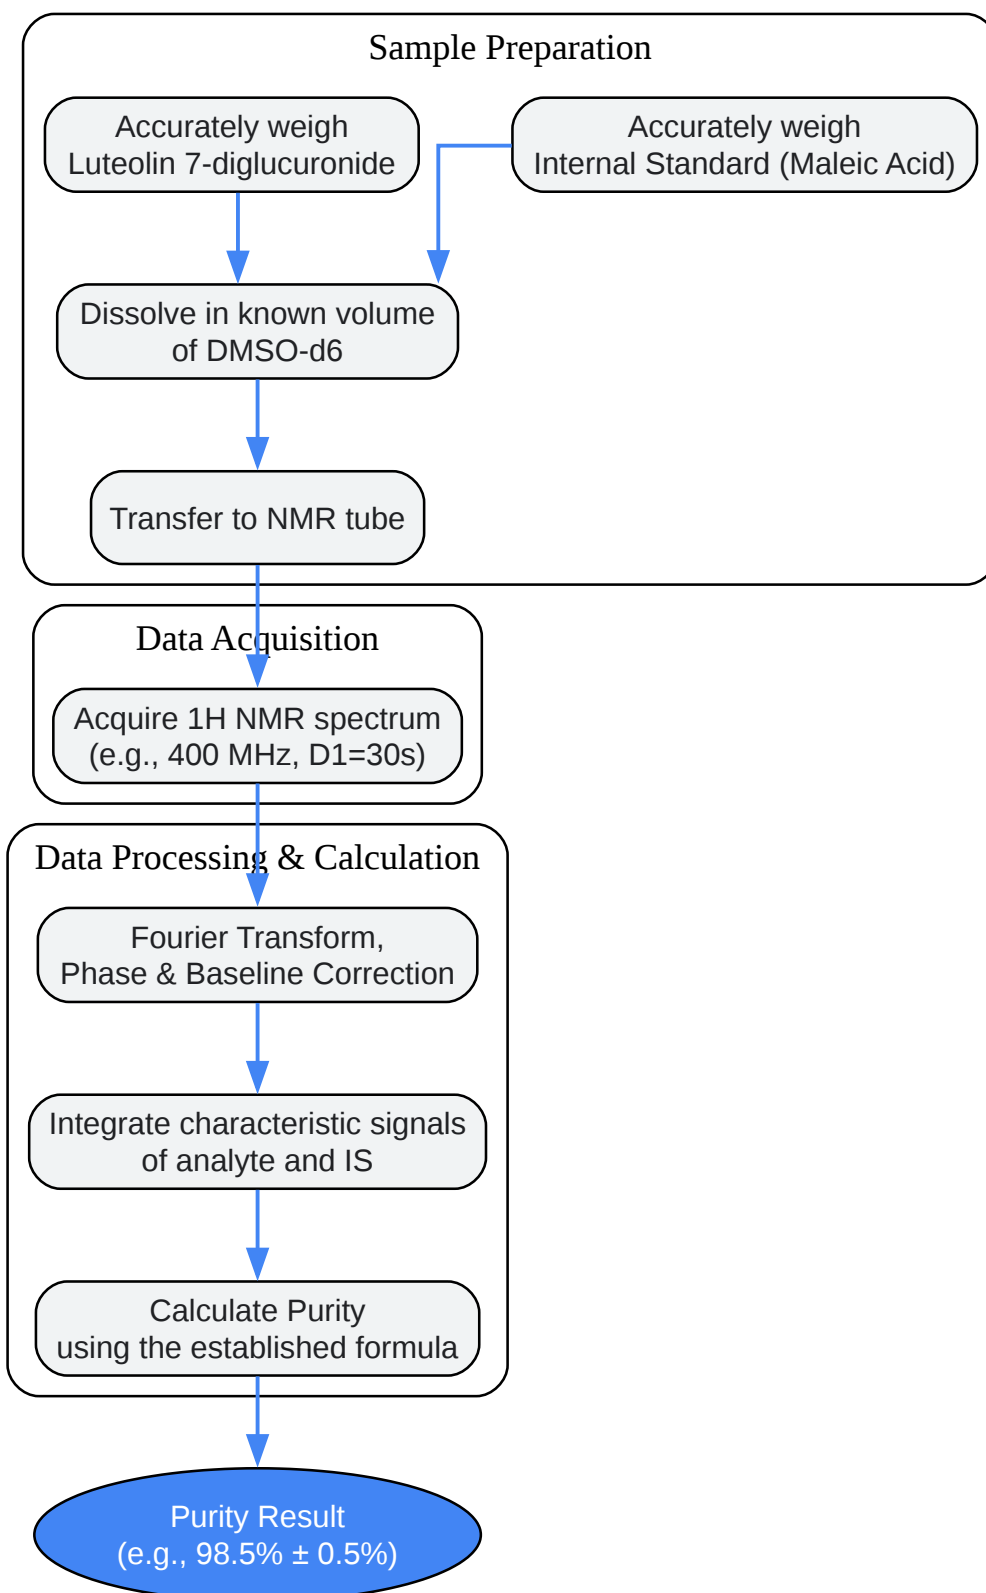 Sample Preparation
Accurately weigh
Luteolin 7-diglucuronide
Accurately weigh
Internal Standard (Maleic Acid)
Dissolve in known volume
of DMSO-d6
Transfer to NMR tube
Data Acquisition
Acquire 1H NMR spectrum
(e.g., 400 MHz, D1=30s)
Data Processing & Calculation
Fourier Transform,
Phase & Baseline Correction
Integrate characteristic signals
of analyte and IS
Calculate Purity
using the established formula
Purity Result
(e.g., 98.5% ± 0.5%)